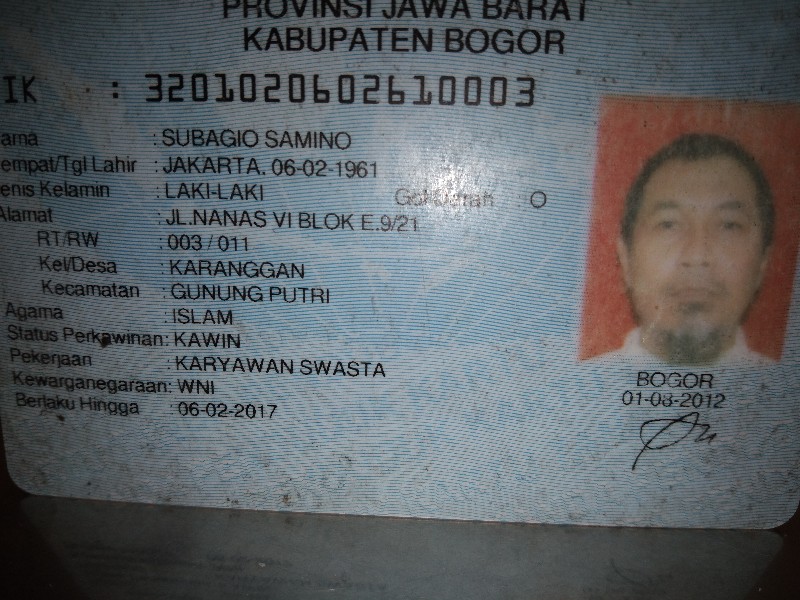 PROVINSI JAWA BARAT
KABUPATEN BOGOR
IK : 3201020602610003
ama : SUBAGIO SAMINO
empat/Tgl Lahir : JAKARTA. 06-02-1961
enis Kelamin : LAKI-LAKI Gol Darah : O
Alamat : JL.NANAS VI BLOK E.9/21
RT/RW : 003 / 011
Kel/Desa : KARANGGAN
Kecamatan : GUNUNG PUTRI
Agama : ISLAM
Status Perkawinan: KAWIN
Pekerjaan : KARYAWAN SWASTA
Kewarganegaraan: WNI
Berlaku Hingga : 06-02-2017
BOGOR
01-08-2012